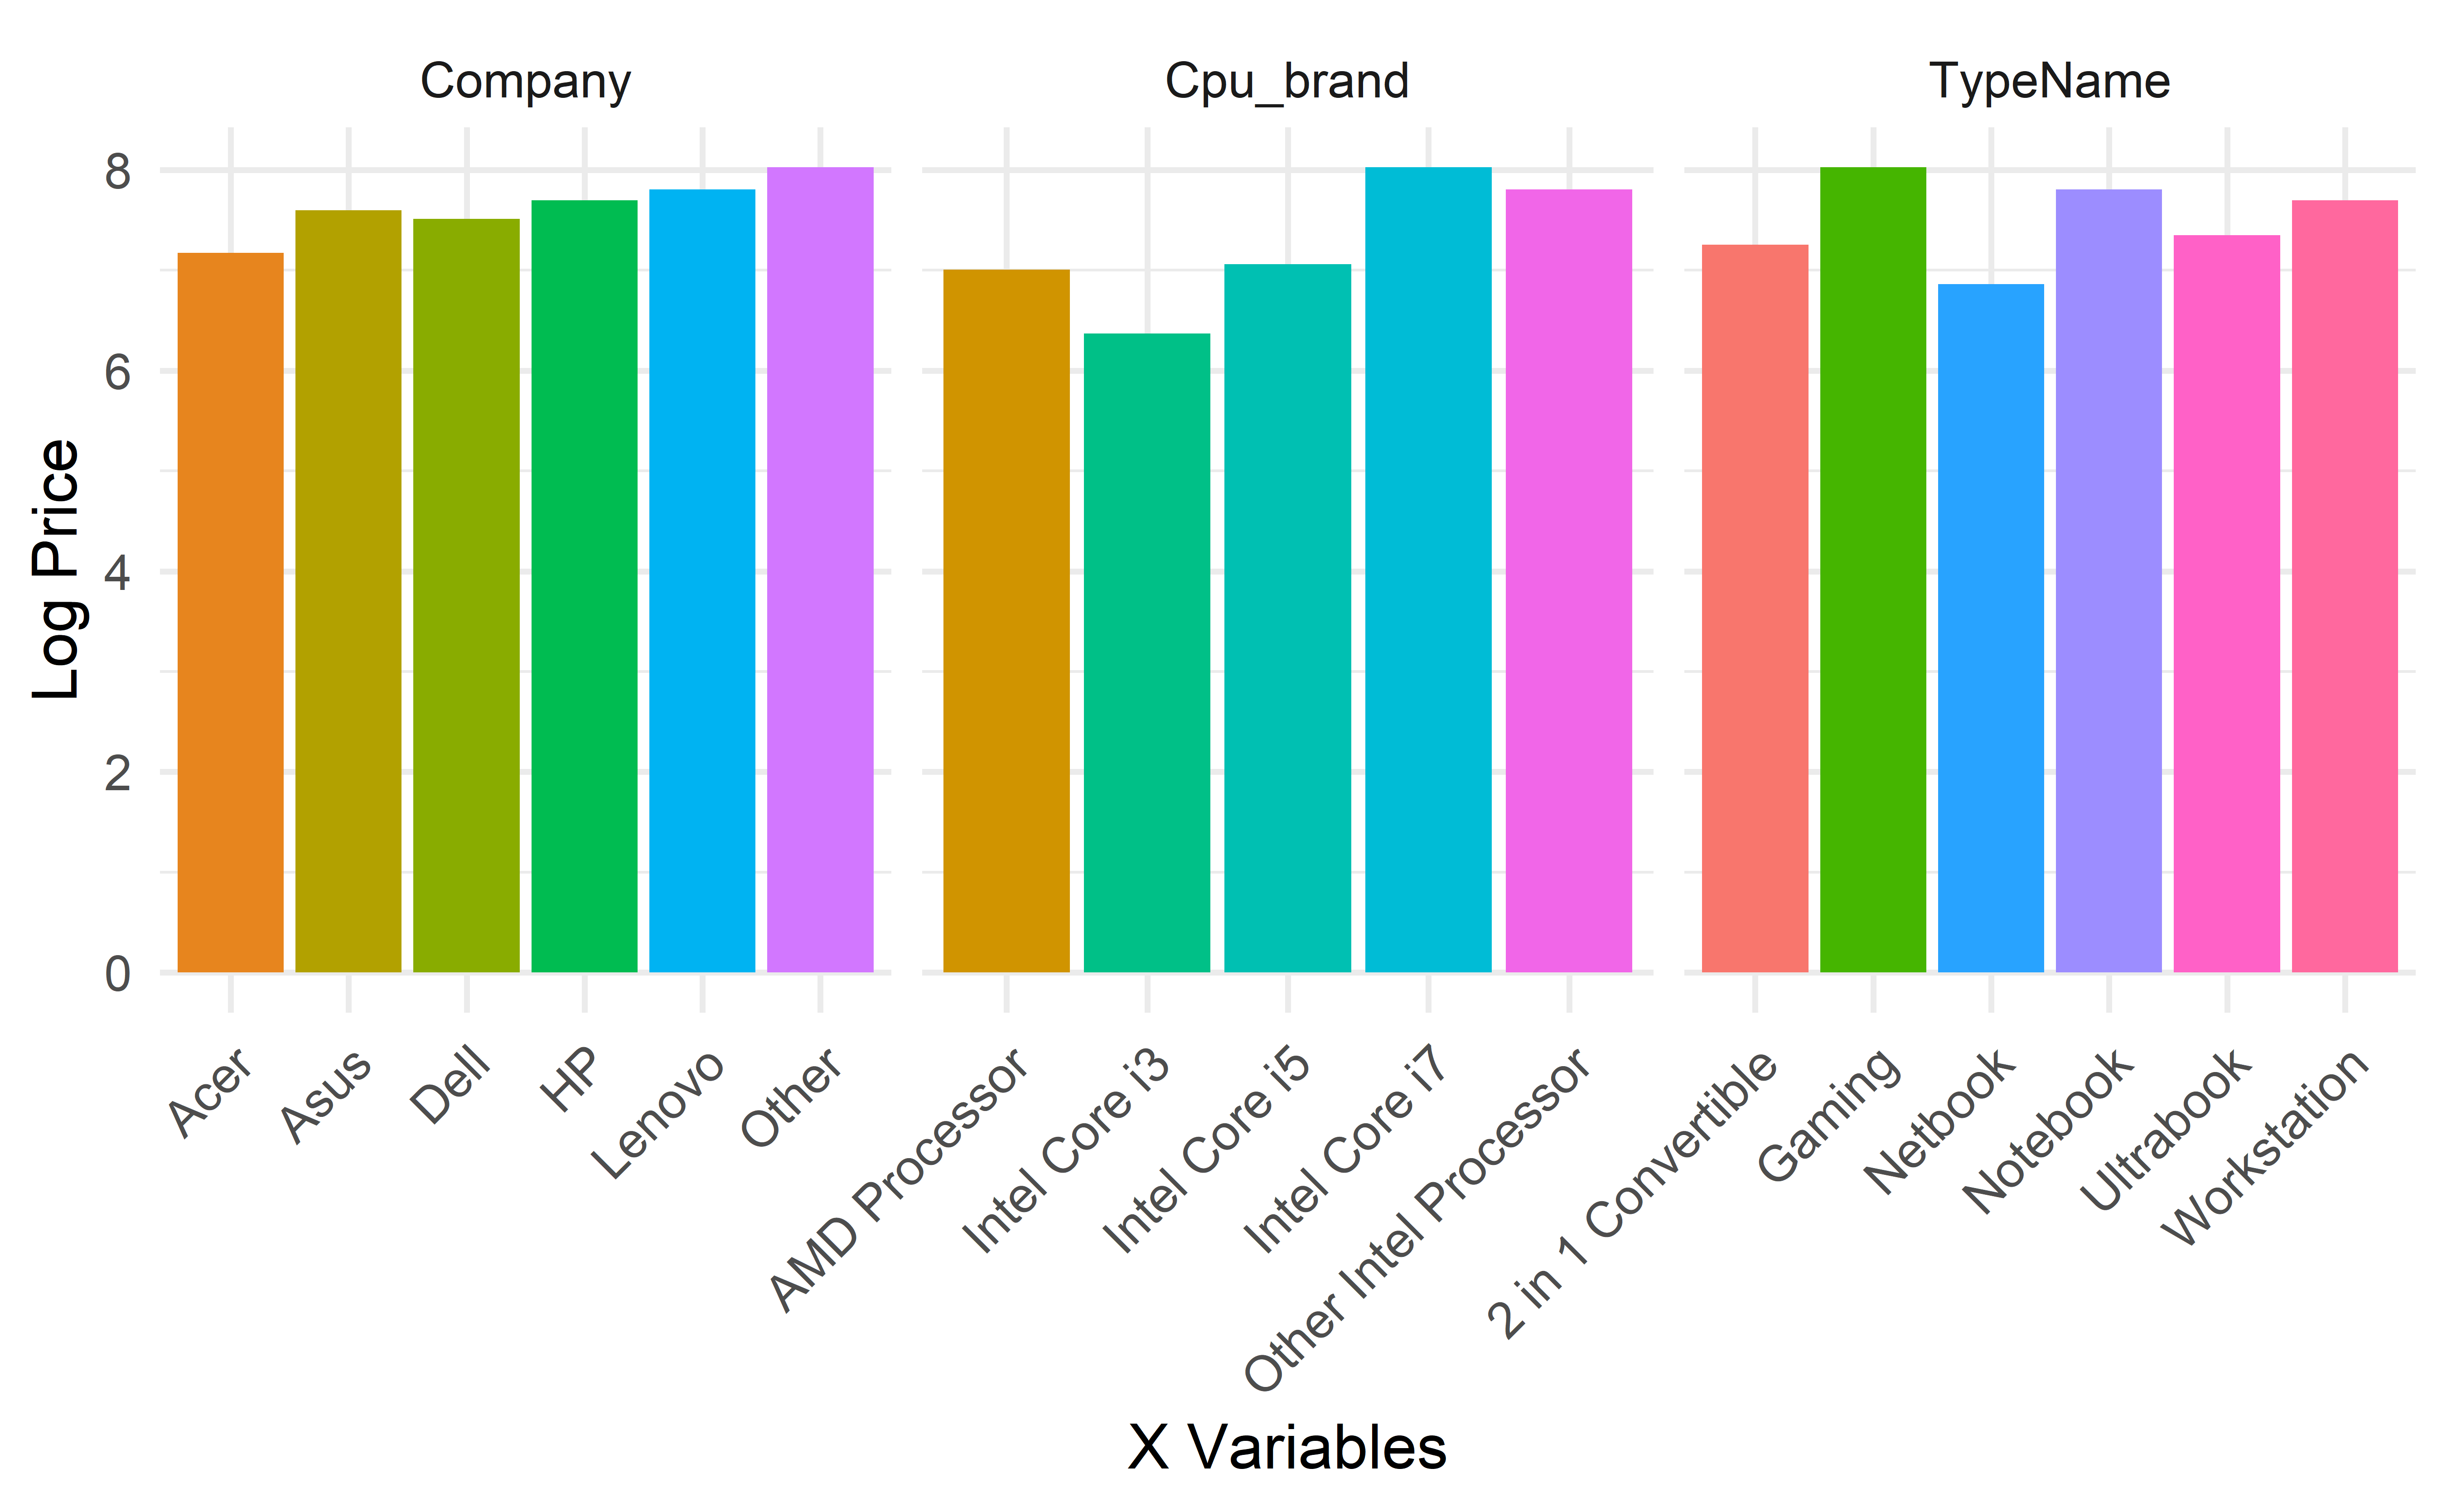 Company Cpu_brand TypeName
8
6
4
2
0
Log Price
Acer
Asus
Dell
HP
Lenovo
Other
AMD Processor
Intel Core i3
Intel Core i5
Intel Core i7
Other Intel Processor
2 in 1 Convertible
Gaming
Netbook
Notebook
Ultrabook
Workstation
X Variables